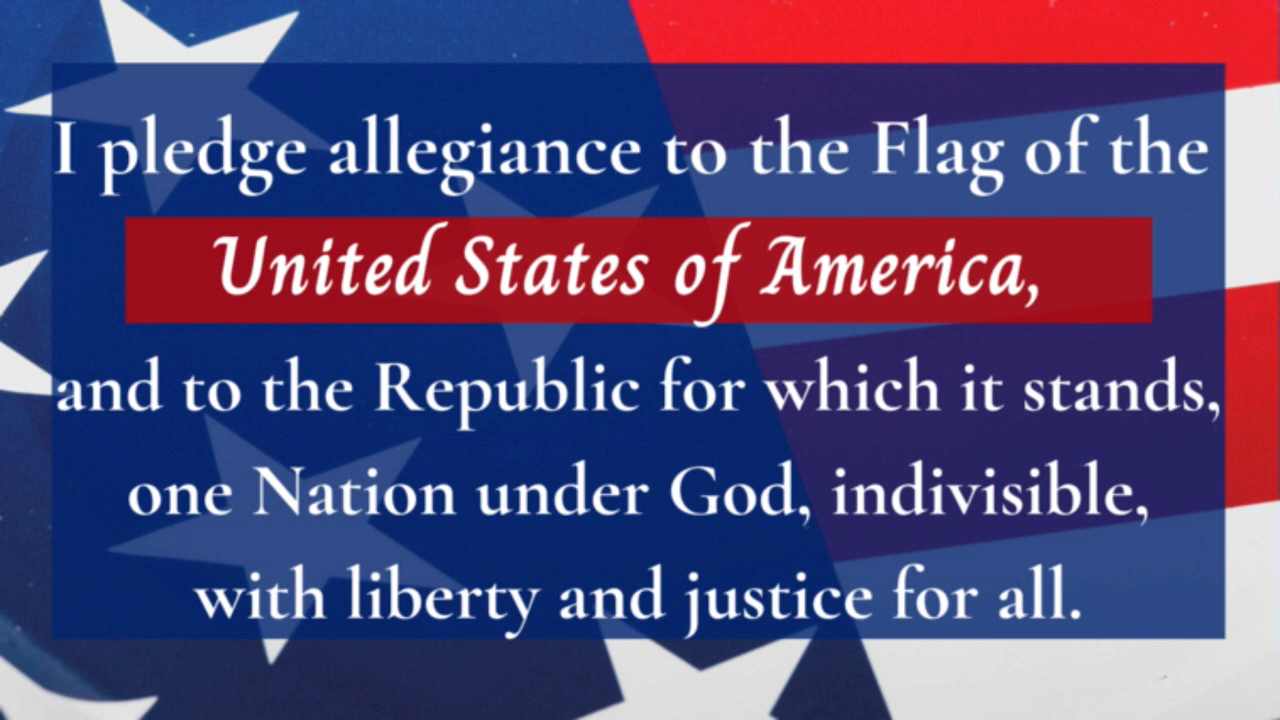 I pledge allegiance to the Flag of the
United States of America,
and to the Republic for which it stands,
one Nation under God, indivisible,
with liberty and justice for all.